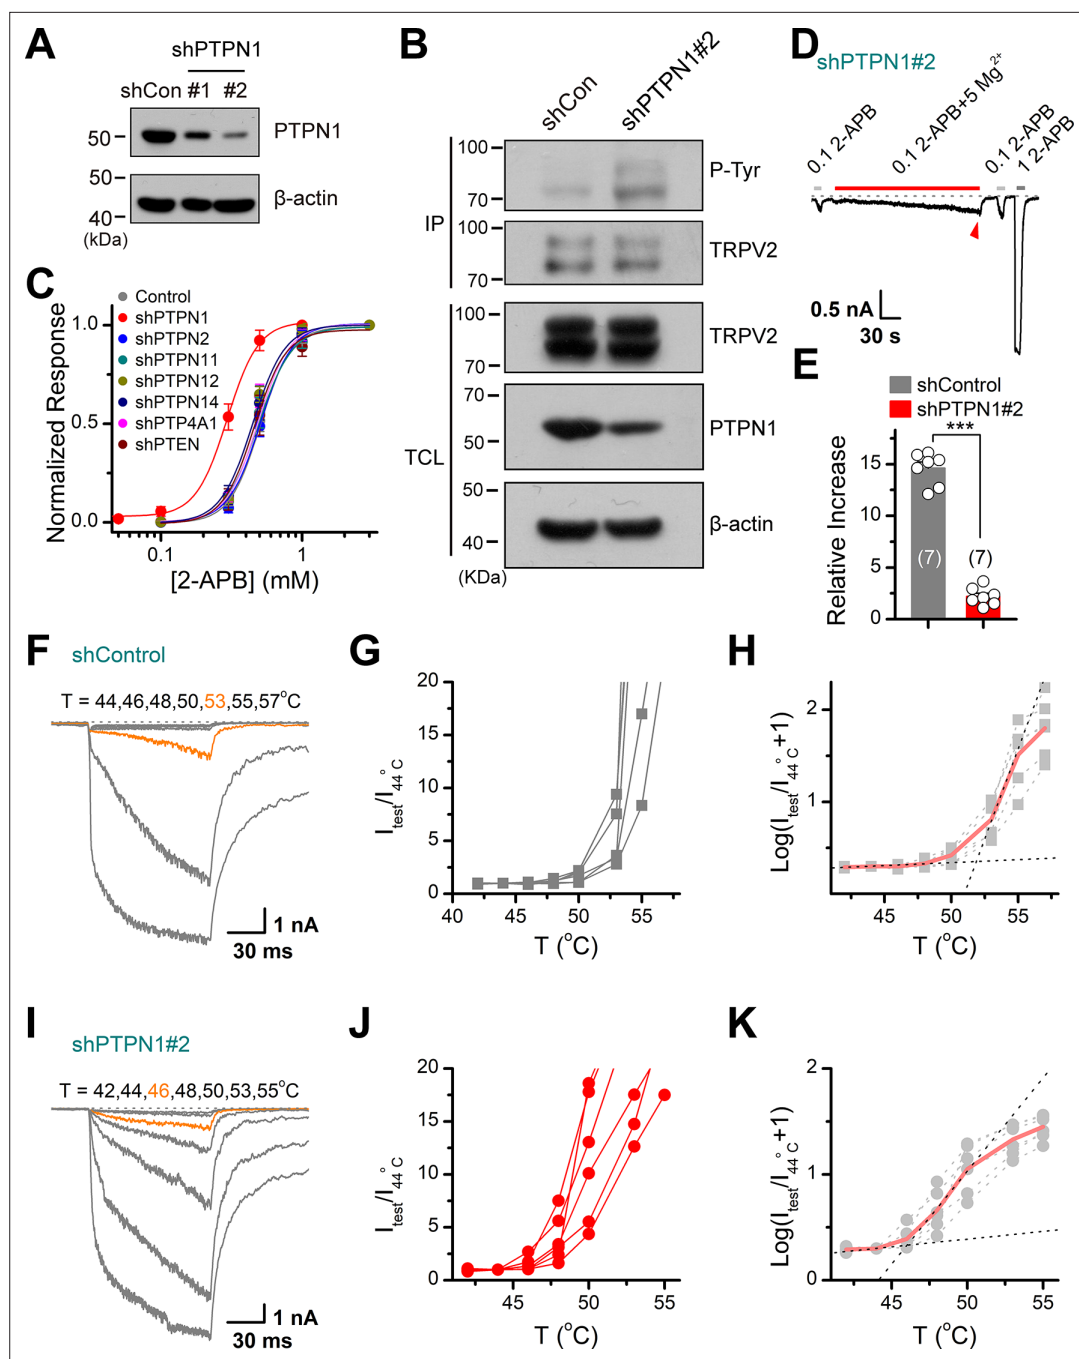 A
shPTPN1
shCon #1 #2
50
PTPN1
50
β-actin
40
(kDa)
B
shCon
shPTPN1#2
100
P-Tyr
70
IP
100
TRPV2
70
100
TRPV2
70
70
PTPN1
50
TCL
50
β-actin
40
(KDa)
C
Control
shPTPN1
shPTPN2
shPTPN11
shPTPN12
shPTPN14
shPTP4A1
shPTEN
Normalized Response
1.0
0.5
0.0
0.1
1
[2-APB] (mM)
D
shPTPN1#2
0.1 2-APB
0.1 2-APB+5 Mg2+
0.1 2-APB
1 2-APB
0.5 nA
30 s
E
shControl
shPTPN1#2
***
Relative Increase
15
10
5
0
(7)
(7)
F
shControl
T = 44,46,48,50,53,55,57oC
1 nA
30 ms
G
Itest/I44°C
20
15
10
5
0
40
45
50
55
T (oC)
H
Log(Itest/I44°C+1)
2
1
45
50
55
T (oC)
I
shPTPN1#2
T = 42,44,46,48,50,53,55oC
1 nA
30 ms
J
Itest/I44°C
20
15
10
5
0
45
50
55
T (oC)
K
Log(Itest/I44°C+1)
2
1
0
45
50
55
T (oC)